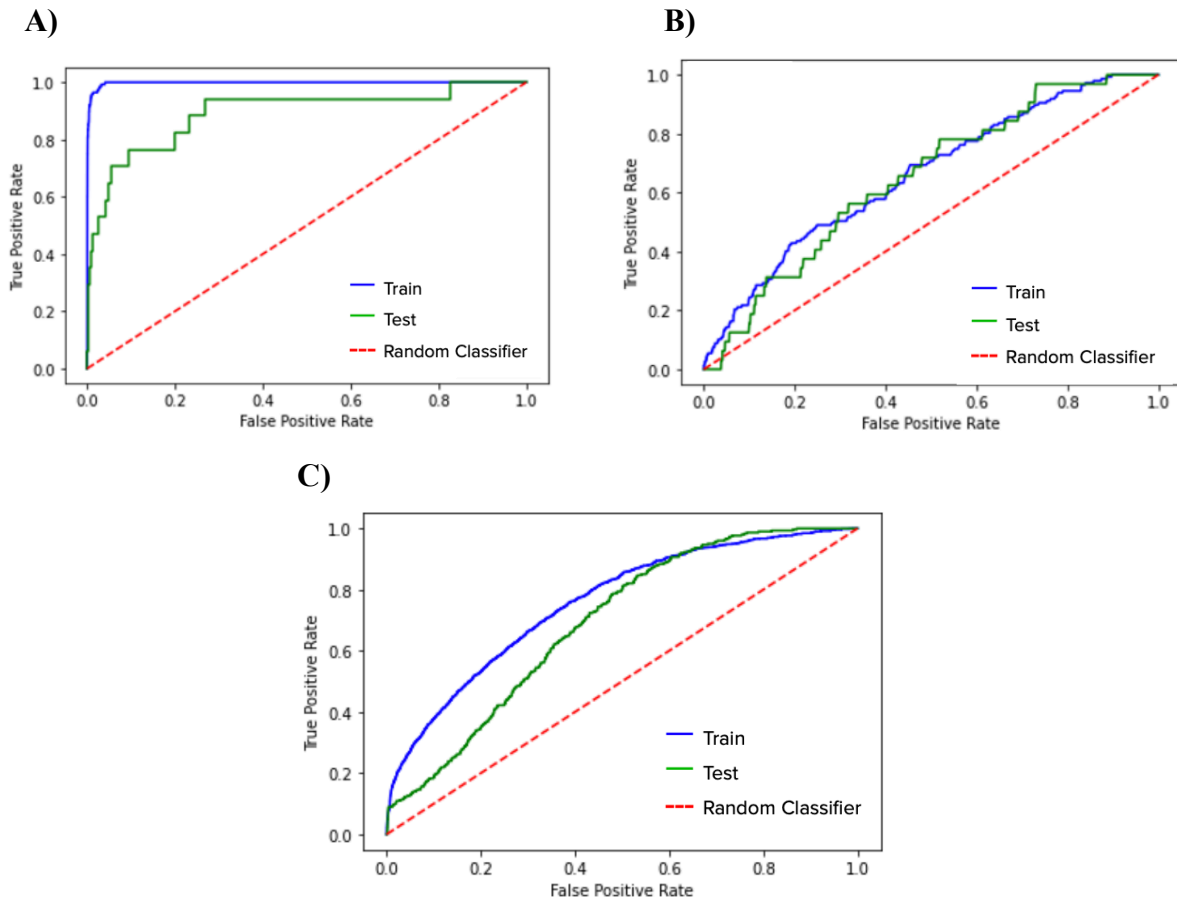 A)
1.0
0.8
0.6
0.4
0.2
0.0
True Positive Rate
Train
Test
Random Classifier
0.0 0.2 0.4 0.6 0.8 1.0
False Positive Rate
B)
1.0
0.8
0.6
0.4
0.2
0.0
True Positive Rate
Train
Test
Random Classifier
0.0 0.2 0.4 0.6 0.8 1.0
False Positive Rate
C)
1.0
0.8
0.6
0.4
0.2
0.0
True Positive Rate
Train
Test
Random Classifier
0.0 0.2 0.4 0.6 0.8 1.0
False Positive Rate